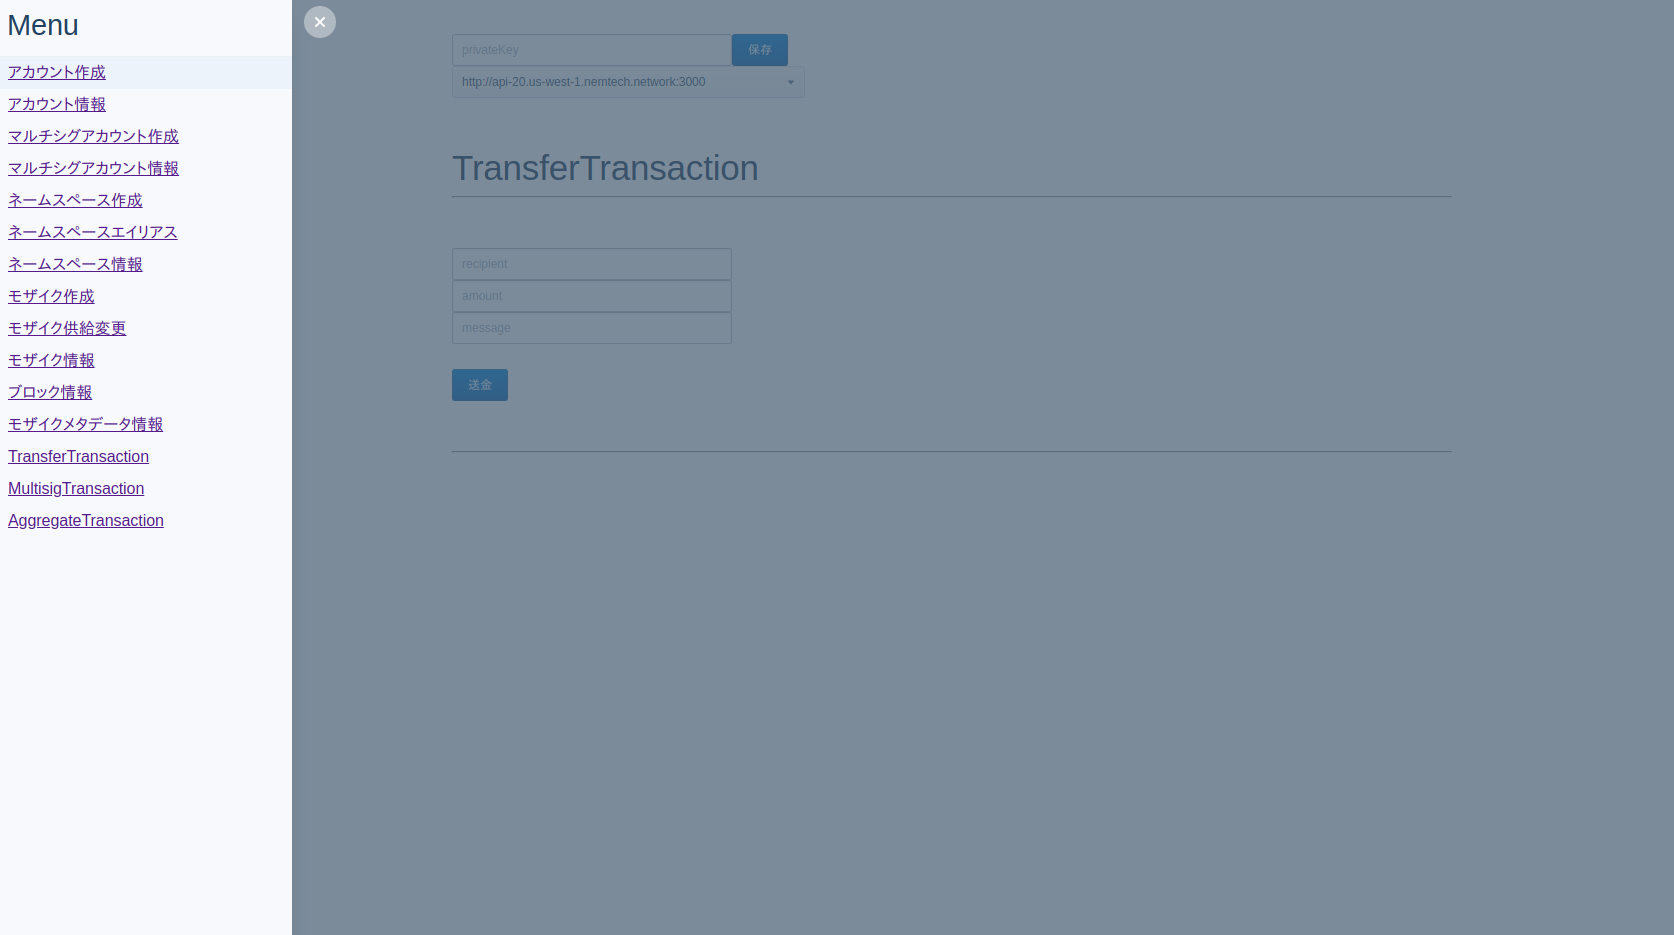 Menu
アカウント作成
アカウント情報
マルチシグアカウント作成
マルチシグアカウント情報
ネームスペース作成
ネームスペースエイリアス
ネームスペース情報
モザイク作成
モザイク供給変更
モザイク情報
ブロック情報
モザイクメタデータ情報
TransferTransaction
MultisigTransaction
AggregateTransaction
privateKey 保存
http://api-20.us-west-1.nemtech.network:3000
TransferTransaction
recipient
amount
message
送金